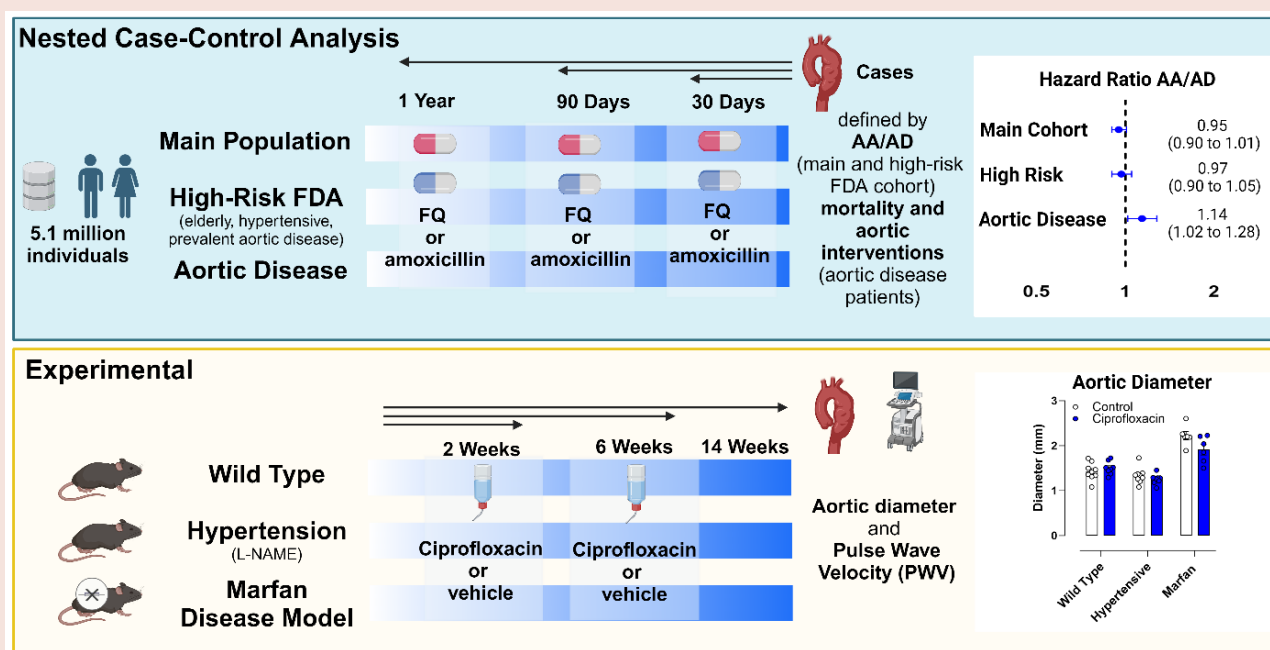 Nested Case-Control Analysis
1 Year
90 Days
30 Days
Cases
5.1 million
individuals
Main Population
High-Risk FDA
(elderly, hypertensive,
prevalent aortic disease)
Aortic Disease
FQ
or
amoxicillin
FQ
or
amoxicillin
FQ
or
amoxicillin
defined by
AA/AD
(main and high-risk
FDA cohort)
mortality and
aortic
interventions
(aortic disease
patients)
Hazard Ratio AA/AD
Main Cohort
0.95
(0.90 to 1.01)
High Risk
0.97
(0.90 to 1.05)
Aortic Disease
1.14
(1.02 to 1.28)
0.5
1
2
Experimental
2 Weeks
6 Weeks
14 Weeks
Wild Type
Hypertension
(L-NAME)
Marfan
Disease Model
Ciprofloxacin
or
vehicle
Ciprofloxacin
or
vehicle
Aortic diameter
and
Pulse Wave
Velocity (PWV)
Aortic Diameter
Control
Ciprofloxacin
Diameter (mm)
3
2
1
0
Wild Type
Hypertensive
Marfan